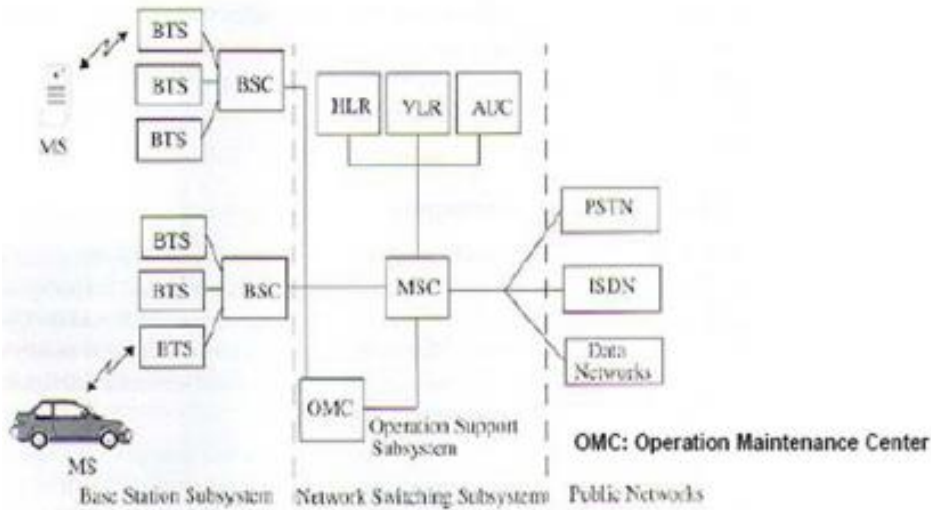 BTS
BTS
BTS
BSC
MS
HLR
VLR
AUC
PSTN
BTS
BTS
BTS
BSC
MSC
ISDN
Data
Networks
OMC
Operation Support
Subsystem
OMC: Operation Maintenance Center
MS
Base Station Subsystem
Network Switching Subsystem
Public Networks